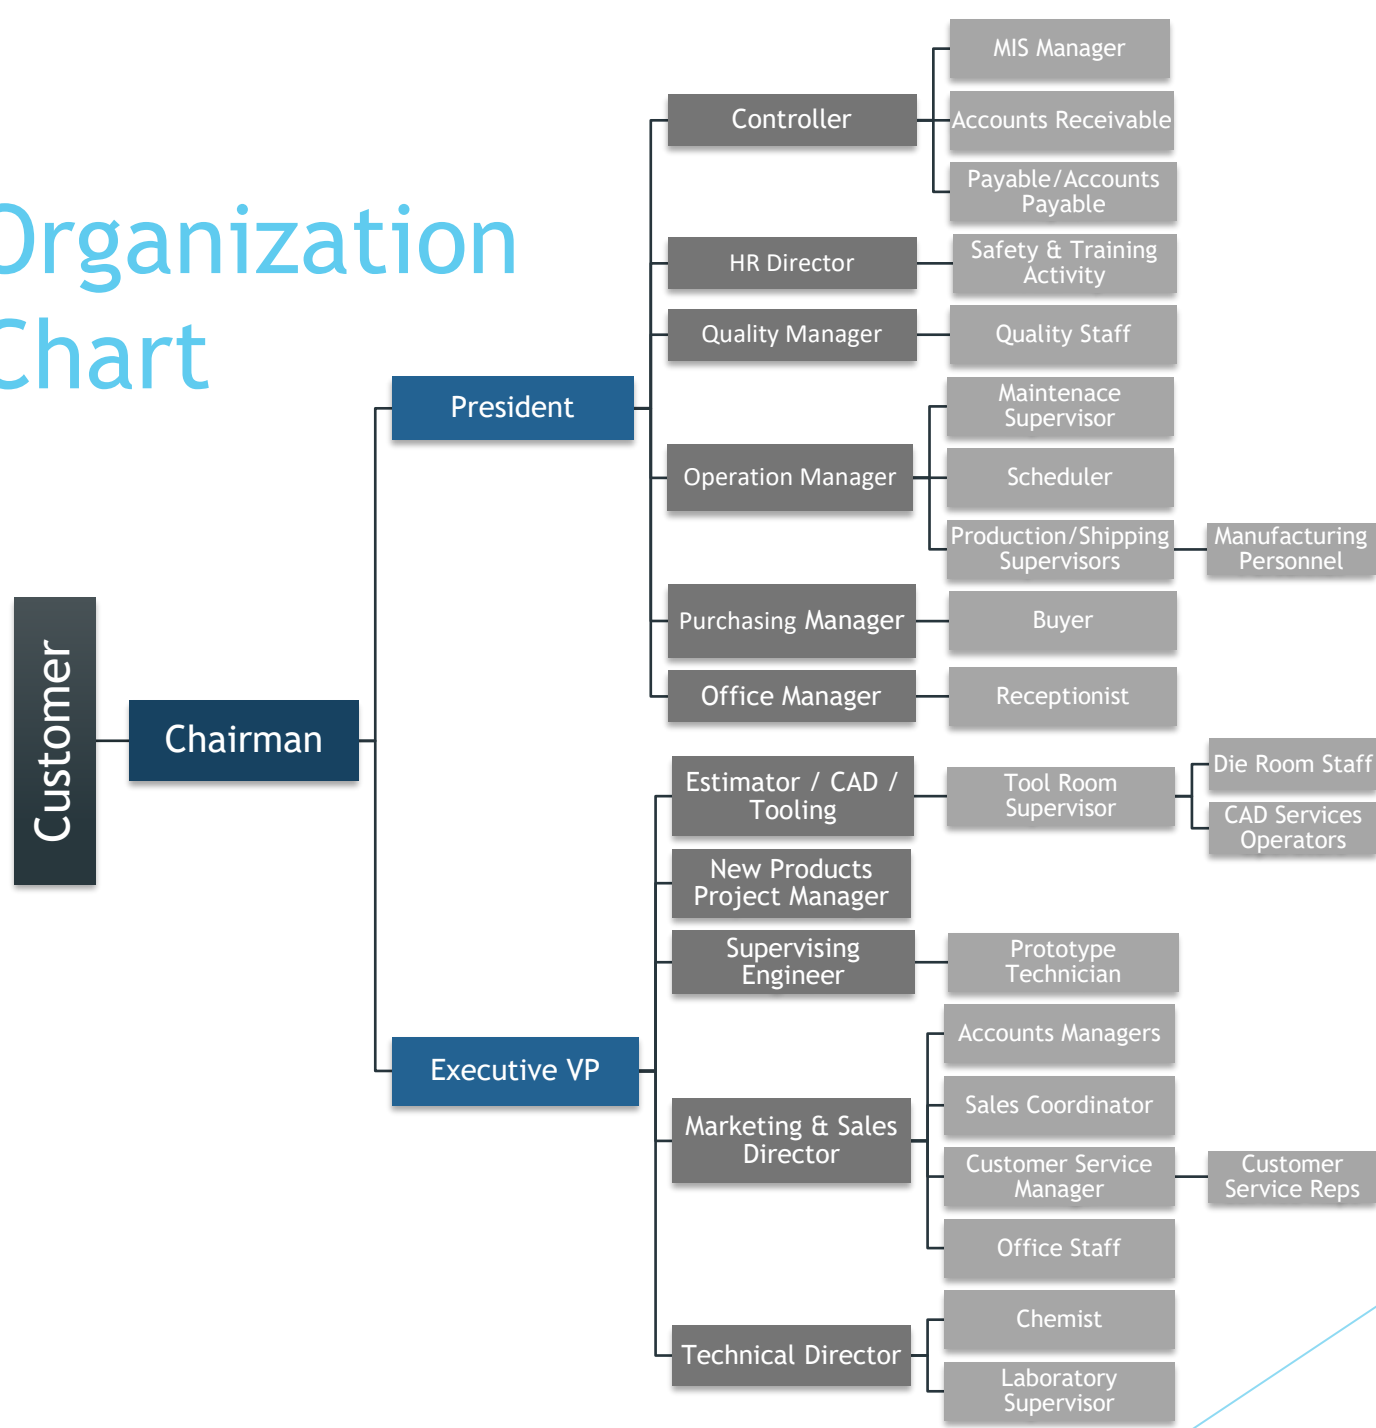 Organization
Chart
Customer
Chairman
President
Executive VP
Controller
MIS Manager
Accounts Receivable
Payable/Accounts
Payable
HR Director
Safety & Training
Activity
Quality Manager
Quality Staff
Operation Manager
Maintenace
Supervisor
Scheduler
Production/Shipping
Supervisors
Manufacturing
Personnel
Purchasing Manager
Buyer
Office Manager
Receptionist
Estimator / CAD /
Tooling
Tool Room
Supervisor
Die Room Staff
CAD Services
Operators
New Products
Project Manager
Supervising
Engineer
Prototype
Technician
Marketing & Sales
Director
Accounts Managers
Sales Coordinator
Customer Service
Manager
Customer
Service Reps
Office Staff
Technical Director
Chemist
Laboratory
Supervisor